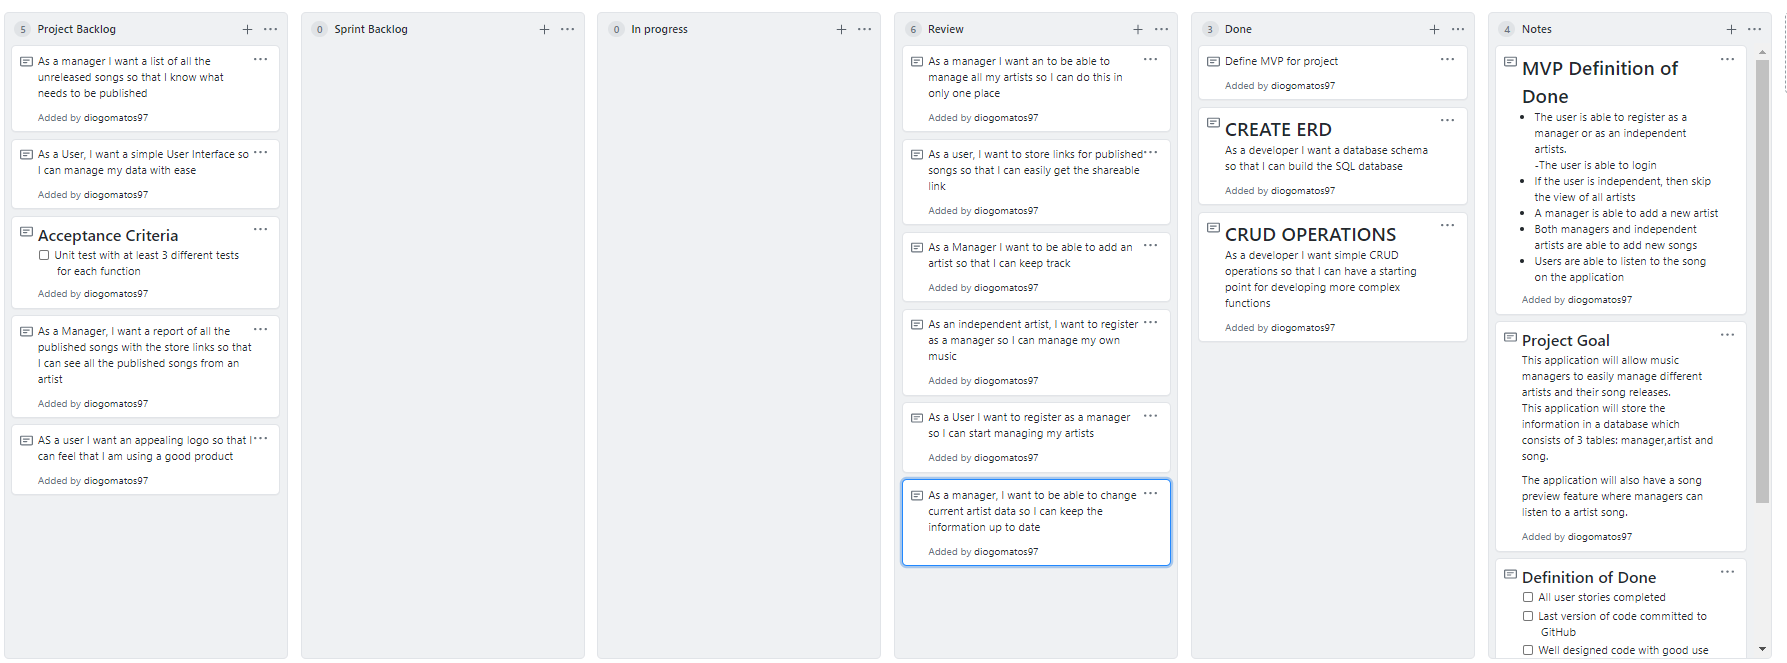 5 Project Backlog
As a manager I want a list of all the
unreleased songs so that I know what
needs to be published
Added by diogomatos97
As a User, I want a simple User Interface so
I can manage my data with ease
Added by diogomatos97
Acceptance Criteria
Unit test with at least 3 different tests
for each function
Added by diogomatos97
As a Manager, I want a report of all the
published songs with the store links so that
I can see all the published songs from an
artist
Added by diogomatos97
AS a user I want an appealing logo so that I
can feel that I am using a good product
Added by diogomatos97
0 Sprint Backlog
0 In progress
6 Review
As a manager I want an to be able to
manage all my artists so I can do this in
only one place
Added by diogomatos97
As a user, I want to store links for published
songs so that I can easily get the shareable
link
Added by diogomatos97
As a Manager I want to be able to add an
artist so that I can keep track
Added by diogomatos97
As an independent artist, I want to register
as a manager so I can manage my own
music
Added by diogomatos97
As a User I want to register as a manager
so I can start managing my artists
Added by diogomatos97
As a manager, I want to be able to change
current artist data so I can keep the
information up to date
Added by diogomatos97
3 Done
Define MVP for project
Added by diogomatos97
CREATE ERD
As a developer I want a database schema
so that I can build the SQL database
Added by diogomatos97
CRUD OPERATIONS
As a developer I want simple CRUD
operations so that I can have a starting
point for developing more complex
functions
Added by diogomatos97
4 Notes
MVP Definition of
Done
The user is able to register as a
manager or as an independent
artists.
-The user is able to login
If the user is independent, then skip
the view of all artists
A manager is able to add a new artist
Both managers and independent
artists are able to add new songs
Users are able to listen to the song
on the application
Added by diogomatos97
Project Goal
This application will allow music
managers to easily manage different
artists and their song releases.
This application will store the
information in a database which
consists of 3 tables: manager,artist and
song.
The application will also have a song
preview feature where managers can
listen to a artist song.
Added by diogomatos97
Definition of Done
All user stories completed
Last version of code committed to
GitHub
Well designed code with good use